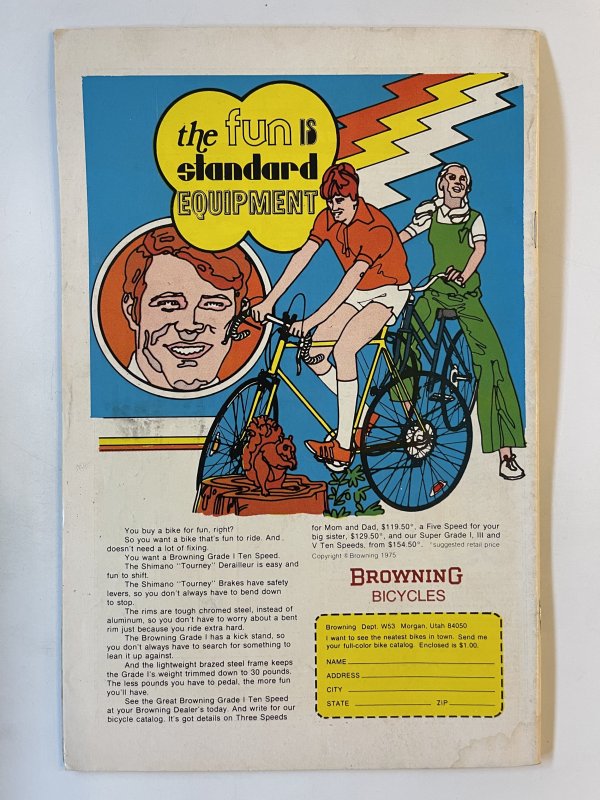 the fun IS
standard
EQUIPMENT
You buy a bike for fun, right?
So you want a bike that's fun to ride. And
doesn't need a lot of fixing.
You want a Browning Grade I Ten Speed.
The Shimano "Tourney" Derailleur is easy and
fun to shift.
The Shimano "Tourney" Brakes have safety
levers, so you don't always have to bend down
to stop.
The rims are tough chromed steel, instead of
aluminum, so you don't have to worry about a bent
rim just because you ride extra hard.
The Browning Grade I has a kick stand, so
you don't always have to search for something to
lean it up against.
And the lightweight brazed steel frame keeps
the Grade I's weight trimmed down to 30 pounds.
The less pounds you have to pedal, the more fun
you'll have.
See the Great Browning Grade I Ten Speed
at your Browning Dealer's today. And write for our
bicycle catalog. It's got details on Three Speeds
for Mom and Dad, $119.50*, a Five Speed for your
big sister, $129.50*, and our Super Grade I, III and
V Ten Speeds, from $154.50*. *suggested retail price
Copyright © Browning 1975
BROWNING
BICYCLES
Browning Dept. W53 Morgan, Utah 84050
I want to see the neatest bikes in town. Send me
your full-color bike catalog. Enclosed is $1.00.
NAME
ADDRESS
CITY
STATE ZIP